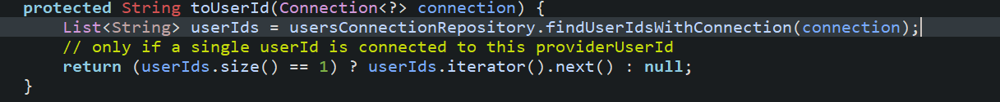 protected String toUserId(Connection<?> connection) {
List<String> userIds = usersConnectionRepository.findUserIdsWithConnection(connection);
// only if a single userId is connected to this providerUserId
return (userIds.size() == 1) ? userIds.iterator().next() : null;
}